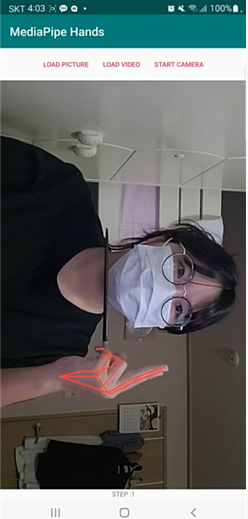 SKT 4:03
100%
MediaPipe Hands
LOAD PICTURE LOAD VIDEO START CAMERA
STEP :1